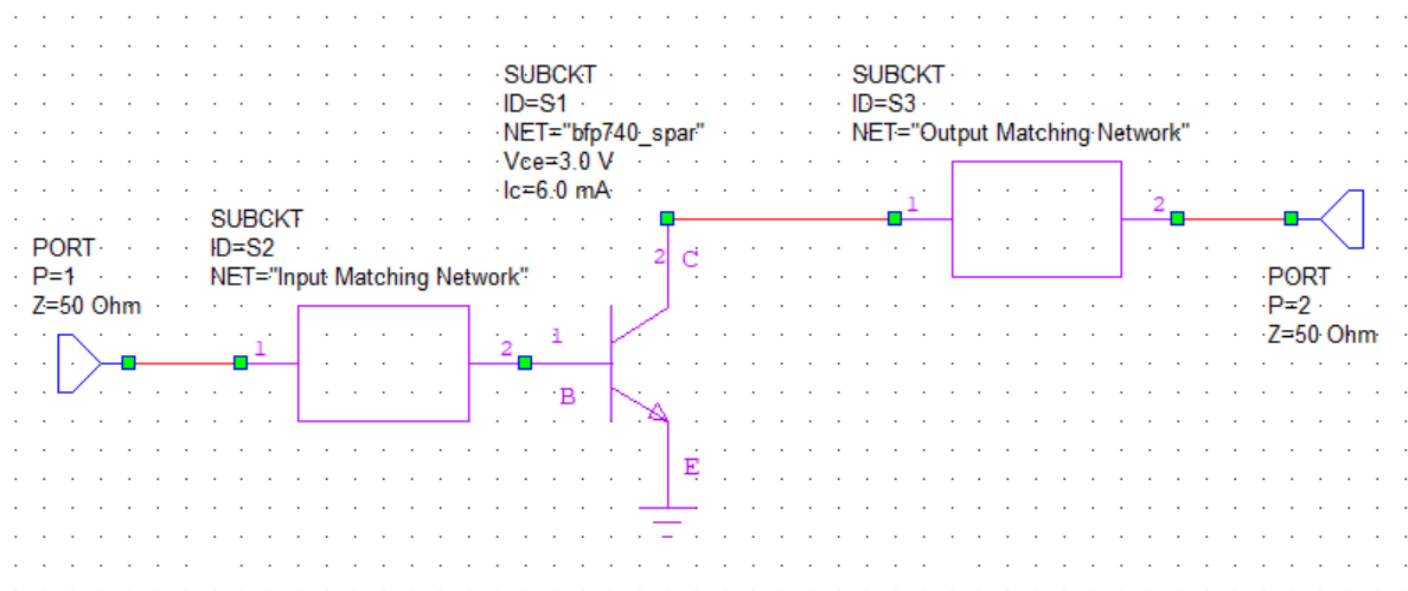 SUBCKT
ID=S1
NET="bfp740_spar"
Vce=3.0 V
Ic=6.0 mA
SUBCKT
ID=S3
NET="Output Matching Network"
1
2
2
C
SUBCKT
ID=S2
NET="Input Matching Network"
PORT
P=1
Z=50 Ohm
1
2
1
B
E
PORT
P=2
Z=50 Ohm